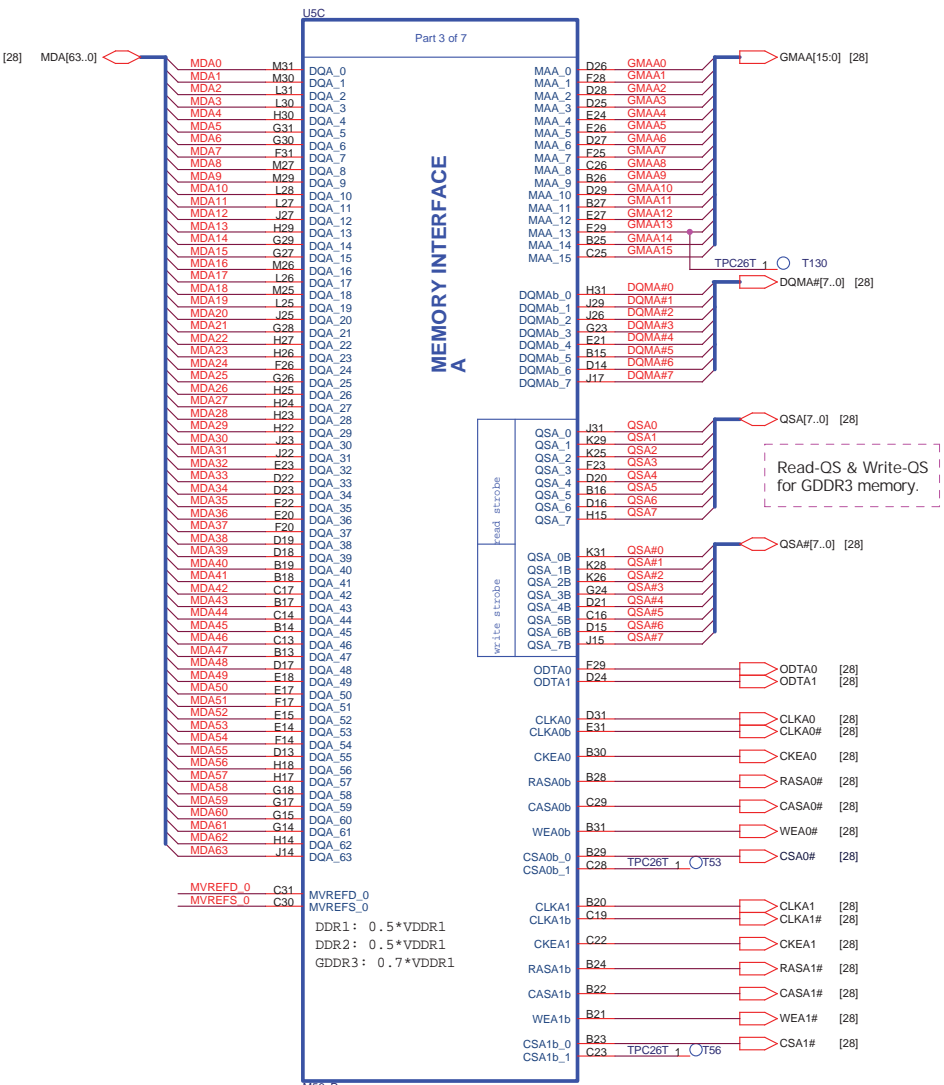 U5C
Part 3 of 7
[28] MDA[63..0]
MDA0 M31 DQA_0
MDA1 M30 DQA_1
MDA2 L31 DQA_2
MDA3 L30 DQA_3
MDA4 H30 DQA_4
MDA5 G31 DQA_5
MDA6 G30 DQA_6
MDA7 F31 DQA_7
MDA8 M27 DQA_8
MDA9 M29 DQA_9
MDA10 L28 DQA_10
MDA11 L27 DQA_11
MDA12 J27 DQA_12
MDA13 H29 DQA_13
MDA14 G29 DQA_14
MDA15 G27 DQA_15
MDA16 M26 DQA_16
MDA17 L26 DQA_17
MDA18 M25 DQA_18
MDA19 L25 DQA_19
MDA20 J25 DQA_20
MDA21 G28 DQA_21
MDA22 H27 DQA_22
MDA23 H26 DQA_23
MDA24 F26 DQA_24
MDA25 G26 DQA_25
MDA26 H25 DQA_26
MDA27 H24 DQA_27
MDA28 H23 DQA_28
MDA29 H22 DQA_29
MDA30 J23 DQA_30
MDA31 J22 DQA_31
MDA32 E23 DQA_32
MDA33 D22 DQA_33
MDA34 D23 DQA_34
MDA35 F22 DQA_35
MDA36 E20 DQA_36
MDA37 F20 DQA_37
MDA38 D19 DQA_38
MDA39 D18 DQA_39
MDA40 B19 DQA_40
MDA41 B18 DQA_41
MDA42 C17 DQA_42
MDA43 B17 DQA_43
MDA44 C14 DQA_44
MDA45 B14 DQA_45
MDA46 C13 DQA_46
MDA47 B13 DQA_47
MDA48 D17 DQA_48
MDA49 E18 DQA_49
MDA50 E17 DQA_50
MDA51 F17 DQA_51
MDA52 E15 DQA_52
MDA53 E14 DQA_53
MDA54 F14 DQA_54
MDA55 D13 DQA_55
MDA56 H18 DQA_56
MDA57 H17 DQA_57
MDA58 G18 DQA_58
MDA59 G17 DQA_59
MDA60 G15 DQA_60
MDA61 G14 DQA_61
MDA62 H14 DQA_62
MDA63 J14 DQA_63
MVREFD_0 C31 MVREFD_0
MVREFS_0 C30 MVREFS_0
DDR1: 0.5*VDDR1
DDR2: 0.5*VDDR1
GDDR3: 0.7*VDDR1
MEMORY INTERFACE
A
MAA_0 D26 GMAA0
MAA_1 F28 GMAA1
MAA_2 D28 GMAA2
MAA_3 D25 GMAA3
MAA_4 E24 GMAA4
MAA_5 E26 GMAA5
MAA_6 D27 GMAA6
MAA_7 F25 GMAA7
MAA_8 C26 GMAA8
MAA_9 B26 GMAA9
MAA_10 D29 GMAA10
MAA_11 B27 GMAA11
MAA_12 E27 GMAA12
MAA_13 E29 GMAA13
MAA_14 B25 GMAA14
MAA_15 C25 GMAA15
GMAA[15:0] [28]
TPC26T 1 T130
DQMA#[7..0] [28]
DQMAb_0 H31 DQMA#0
DQMAb_1 J29 DQMA#1
DQMAb_2 J26 DQMA#2
DQMAb_3 G23 DQMA#3
DQMAb_4 E21 DQMA#4
DQMAb_5 B15 DQMA#5
DQMAb_6 D14 DQMA#6
DQMAb_7 J17 DQMA#7
read strobe
QSA_0 J31 QSA0
QSA_1 K29 QSA1
QSA_2 K25 QSA2
QSA_3 F23 QSA3
QSA_4 D20 QSA4
QSA_5 B16 QSA5
QSA_6 D16 QSA6
QSA_7 H15 QSA7
QSA[7..0] [28]
Read-QS & Write-QS
for GDDR3 memory.
write strobe
QSA_0B K31 QSA#0
QSA_1B K28 QSA#1
QSA_2B K26 QSA#2
QSA_3B G24 QSA#3
QSA_4B D21 QSA#4
QSA_5B C16 QSA#5
QSA_6B D15 QSA#6
QSA_7B J15 QSA#7
QSA#[7..0] [28]
ODTA0 F29 ODTA0 [28]
ODTA1 D24 ODTA1 [28]
CLKA0 D31 CLKA0 [28]
CLKA0b E31 CLKA0# [28]
CKEA0 B30 CKEA0 [28]
RASA0b B28 RASA0# [28]
CASA0b C29 CASA0# [28]
WEA0b B31 WEA0# [28]
CSA0b_0 B29 CSA0# [28]
CSA0b_1 C28 TPC26T 1 T53
CLKA1 B20 CLKA1 [28]
CLKA1b C19 CLKA1# [28]
CKEA1 C22 CKEA1 [28]
RASA1b B24 RASA1# [28]
CASA1b B22 CASA1# [28]
WEA1b B21 WEA1# [28]
CSA1b_0 B23 CSA1# [28]
CSA1b_1 C23 TPC26T 1 T56